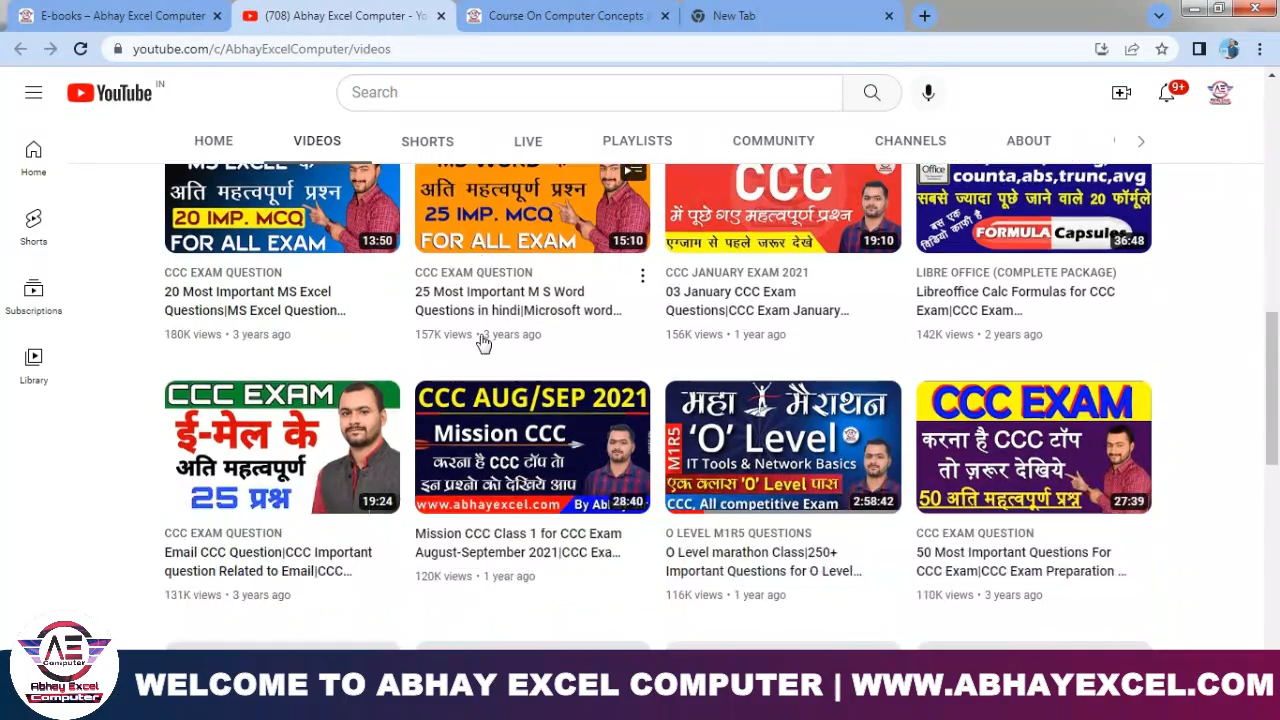 E-books – Abhay Excel Computer
(708) Abhay Excel Computer - Yo
Course On Computer Concepts
New Tab
youtube.com/c/AbhayExcelComputer/videos
YouTube IN
Search
9+
HOME VIDEOS SHORTS LIVE PLAYLISTS COMMUNITY CHANNELS ABOUT
Home
Shorts
Subscriptions
Library
अति महत्वपूर्ण प्रश्न
20 IMP. MCQ
FOR ALL EXAM
13:50
CCC EXAM QUESTION
20 Most Important MS Excel
Questions|MS Excel Question...
180K views • 3 years ago
अति महत्वपूर्ण प्रश्न
25 IMP. MCQ
FOR ALL EXAM
15:10
CCC EXAM QUESTION
25 Most Important M S Word
Questions in hindi|Microsoft word...
157K views • 3 years ago
CCC
में पूछे गए महत्वपूर्ण प्रश्न
एग्जाम से पहले जरूर देखे
19:10
CCC JANUARY EXAM 2021
03 January CCC Exam
Questions|CCC Exam January...
156K views • 1 year ago
Office
counta,abs,trunc,avg
सबसे ज्यादा पूछे जाने वाले 20 फॉर्मूले
बस एक
विडियो काफी है
FORMULA Capsules
36:48
LIBRE OFFICE (COMPLETE PACKAGE)
Libreoffice Calc Formulas for CCC
Exam|CCC Exam...
142K views • 2 years ago
CCC EXAM
ई-मेल के
अति महत्वपूर्ण
25 प्रश्न
19:24
CCC EXAM QUESTION
Email CCC Question|CCC Important
question Related to Email|CCC...
131K views • 3 years ago
CCC AUG/SEP 2021
Mission CCC
करना है CCC टॉप तो
इन प्रश्नो को देखिये आप
www.abhayexcel.com By Ab
28:40
Mission CCC Class 1 for CCC Exam
August-September 2021|CCC Exa...
120K views • 1 year ago
महा मैराथन
'O' Level
M1R5
IT Tools & Network Basics
एक क्लास 'O' Level पास
CCC, All competitive Exam
2:58:42
O LEVEL M1R5 QUESTIONS
O Level marathon Class|250+
Important Questions for O Level...
116K views • 1 year ago
CCC EXAM
करना है CCC टॉप
तो ज़रूर देखिये
50 अति महत्वपूर्ण प्रश्न
27:39
CCC EXAM QUESTION
50 Most Important Questions For
CCC Exam|CCC Exam Preparation ...
110K views • 3 years ago
AE
Computer
Abhay Excel
Computer
WELCOME TO ABHAY EXCEL COMPUTER | WWW.ABHAYEXCEL.COM